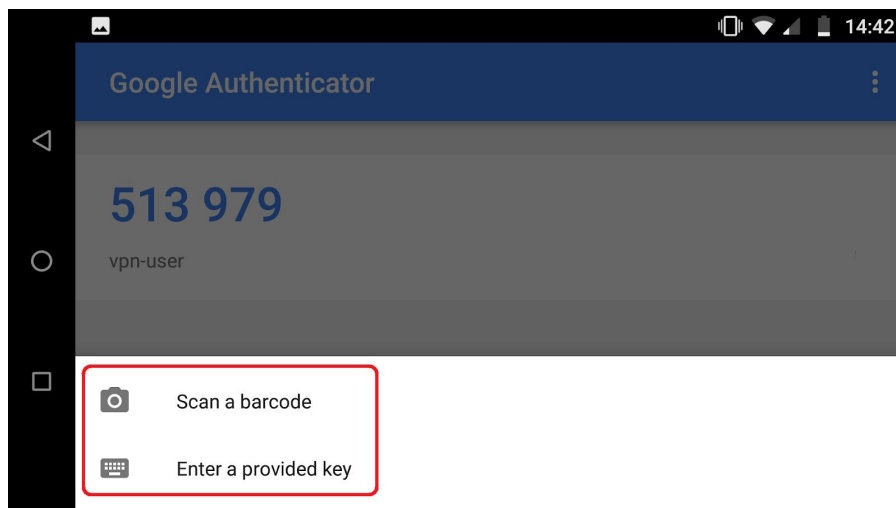 14:42
Google Authenticator
513 979
vpn-user
Scan a barcode
Enter a provided key